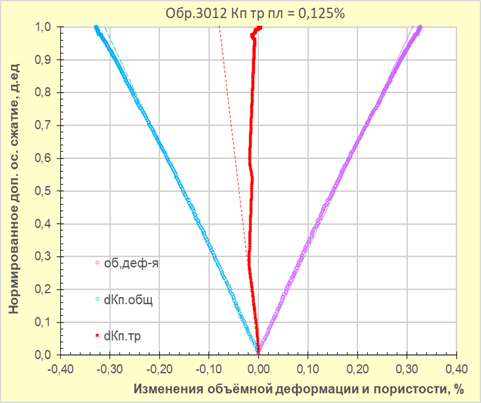 Обр.3012 Кп тр пл = 0,125%
Нормированное доп. ос. сжатие, д.ед
1,0
0,9
0,8
0,7
0,6
0,5
0,4
0,3
0,2
0,1
0,0
об,деф-я
dКп.общ
dКп.тр
-0,40 -0,30 -0,20 -0,10 0,00 0,10 0,20 0,30 0,40
Изменения объёмной деформации и пористости, %